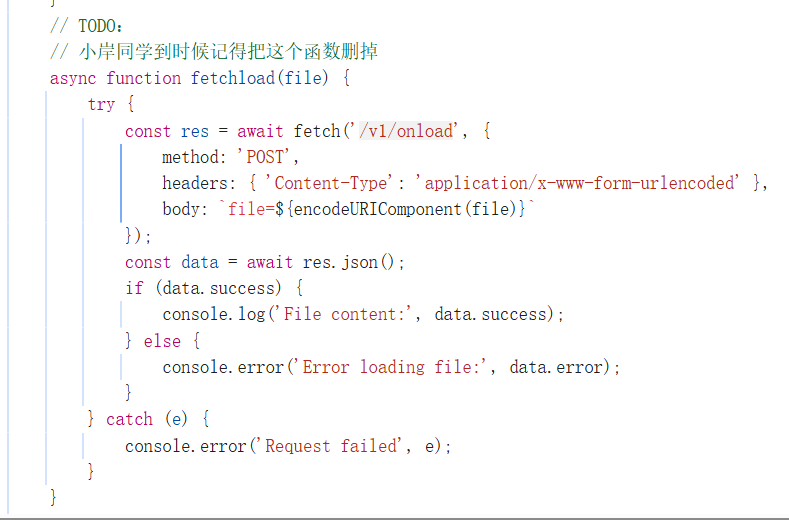 }
// TODO:
// 小岸同学到时候记得把这个函数删掉
async function fetchload(file) {
try {
const res = await fetch('/v1/onload', {
method: 'POST',
headers: { 'Content-Type': 'application/x-www-form-urlencoded' },
body: `file=${encodeURIComponent(file)}`
});
const data = await res.json();
if (data.success) {
console.log('File content:', data.success);
} else {
console.error('Error loading file:', data.error);
}
} catch (e) {
console.error('Request failed', e);
}
}